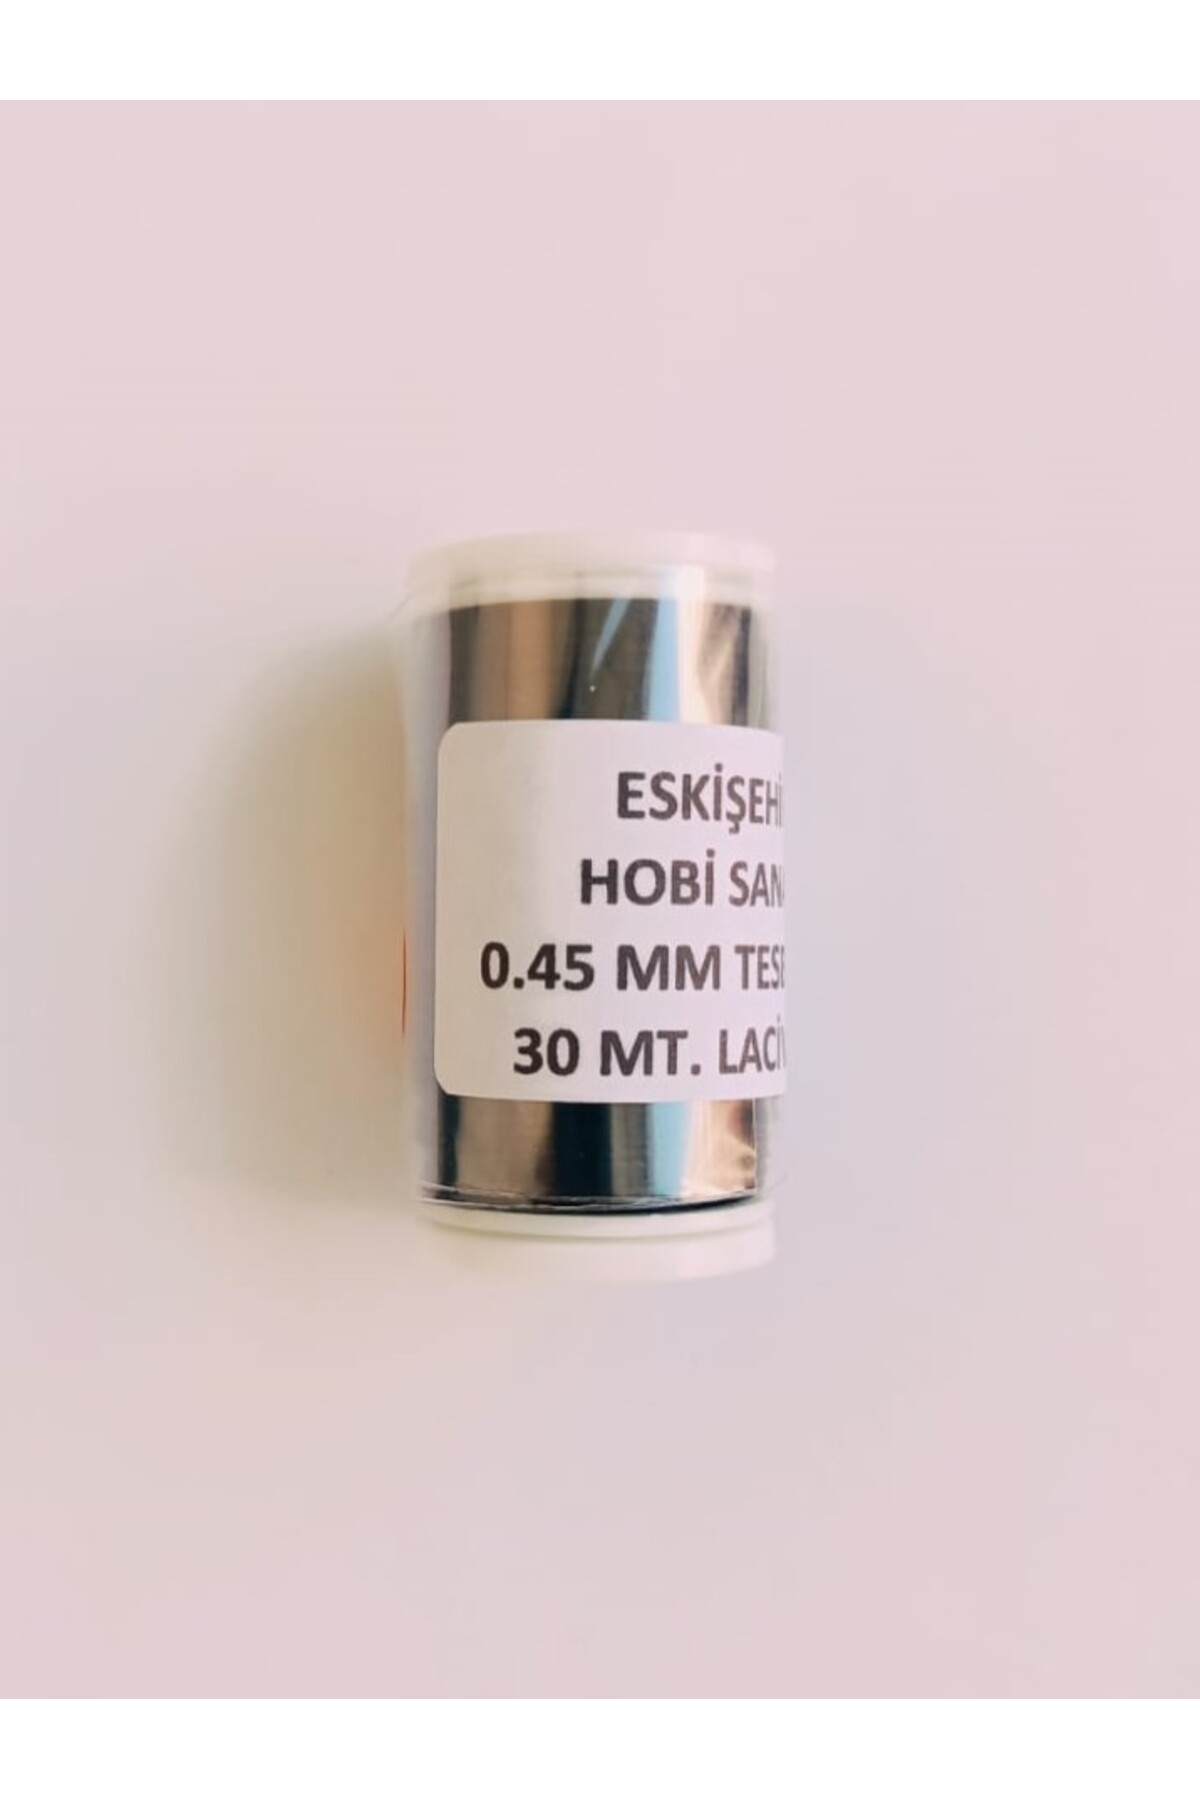 ESKİŞEHİ
HOBİ SAN
0.45 MM TES
30 MT. LACİV